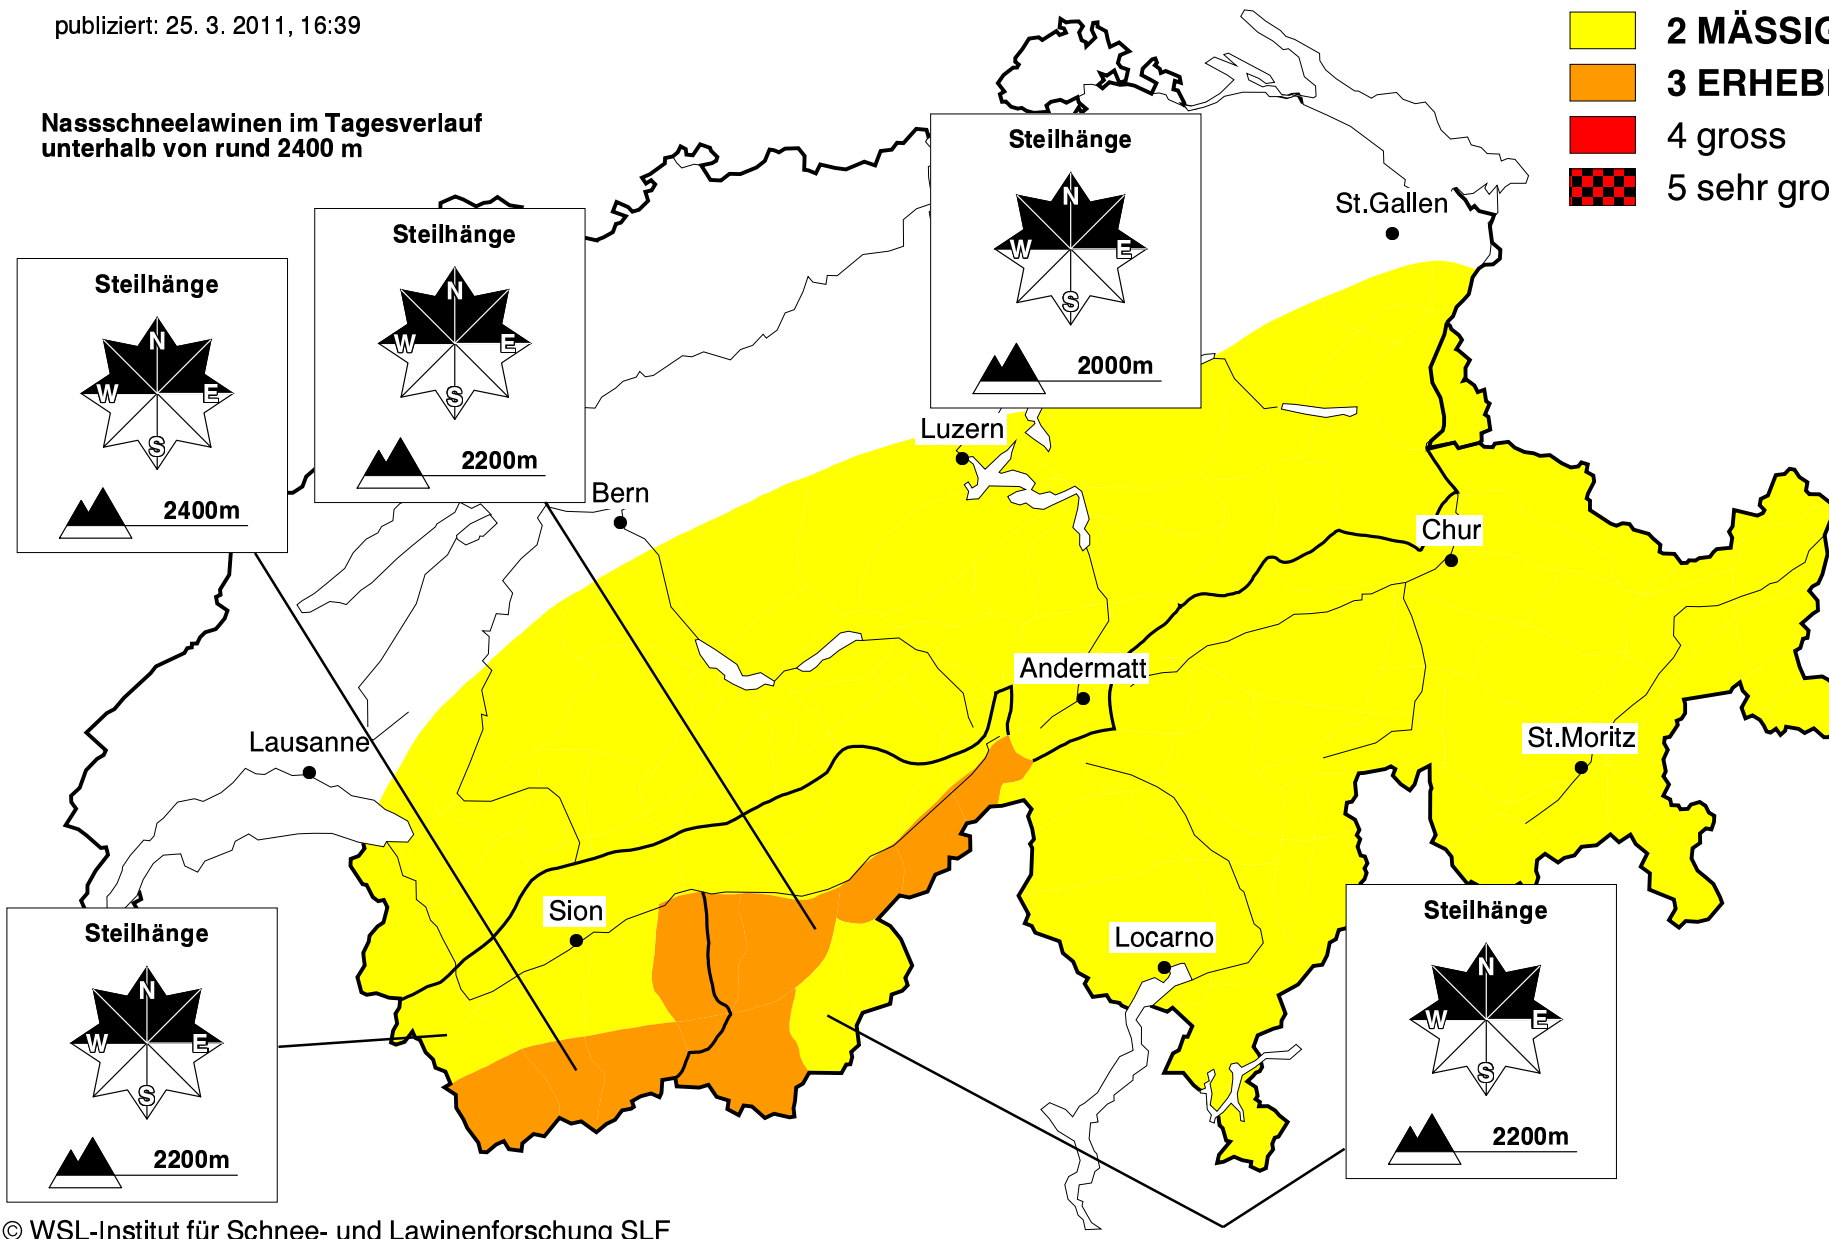 publiziert: 25. 3. 2011, 16:39
2 MÄSSIG
3 ERHEB
4 gross
5 sehr gro
Nassschneelawinen im Tagesverlauf
unterhalb von rund 2400 m
Steilhänge
N
W E
S
2000m
St.Gallen
Steilhänge
N
W E
S
2200m
Steilhänge
N
W E
S
2400m
Luzern
Bern
Chur
Andermatt
Lausanne
St.Moritz
Sion
Locarno
Steilhänge
N
W E
S
2200m
Steilhänge
N
W E
S
2200m
© WSL-Institut für Schnee- und Lawinenforschung SLF